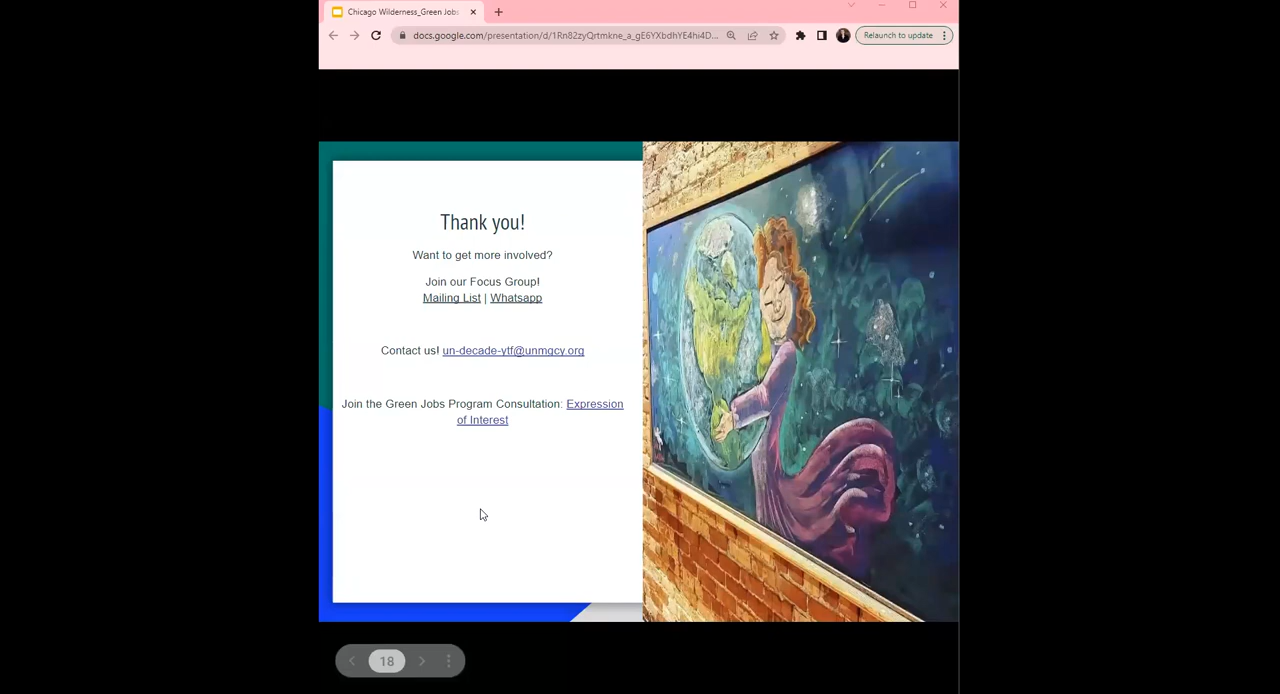 Chicago Wilderness_Green Jobs
docs.google.com/presentation/d/1Rn82zyQrtmkne_a_gE6YXbdhYE4hi4D...
Relaunch to update
Thank you!
Want to get more involved?
Join our Focus Group!
Mailing List | Whatsapp
Contact us! un-decade-ytf@unmgcy.org
Join the Green Jobs Program Consultation: Expression
of Interest
18